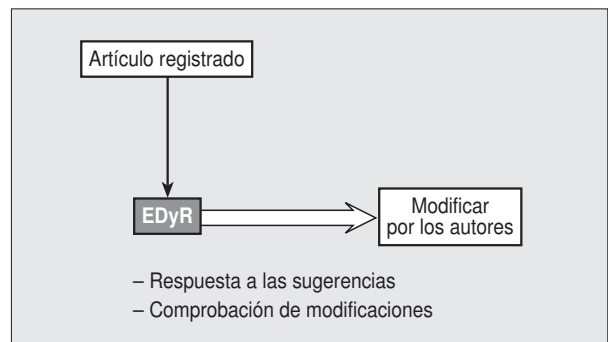 Artículo registrado
EDyR
Modificar
por los autores
– Respuesta a las sugerencias
– Comprobación de modificaciones